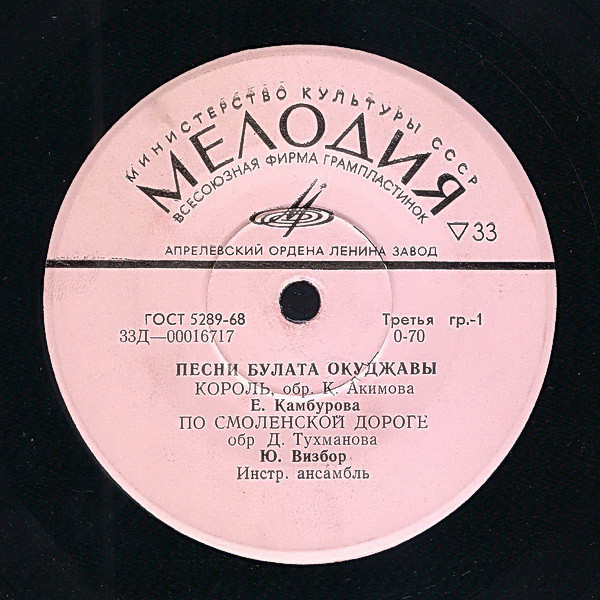 МИНИСТЕРСТВО КУЛЬТУРЫ СССР
МЕЛОДИЯ
ВСЕСОЮЗНАЯ ФИРМА ГРАМПЛАСТИНОК
▽33
АПРЕЛЕВСКИЙ ОРДЕНА ЛЕНИНА ЗАВОД
ГОСТ 5289-68 Третья гр.-1
33Д—00016717 0-70
ПЕСНИ БУЛАТА ОКУДЖАВЫ
КОРОЛЬ, обр. К. Акимова
Е. Камбурова
ПО СМОЛЕНСКОЙ ДОРОГЕ
обр Д. Тухманова
Ю. Визбор
Инстр. ансамбль